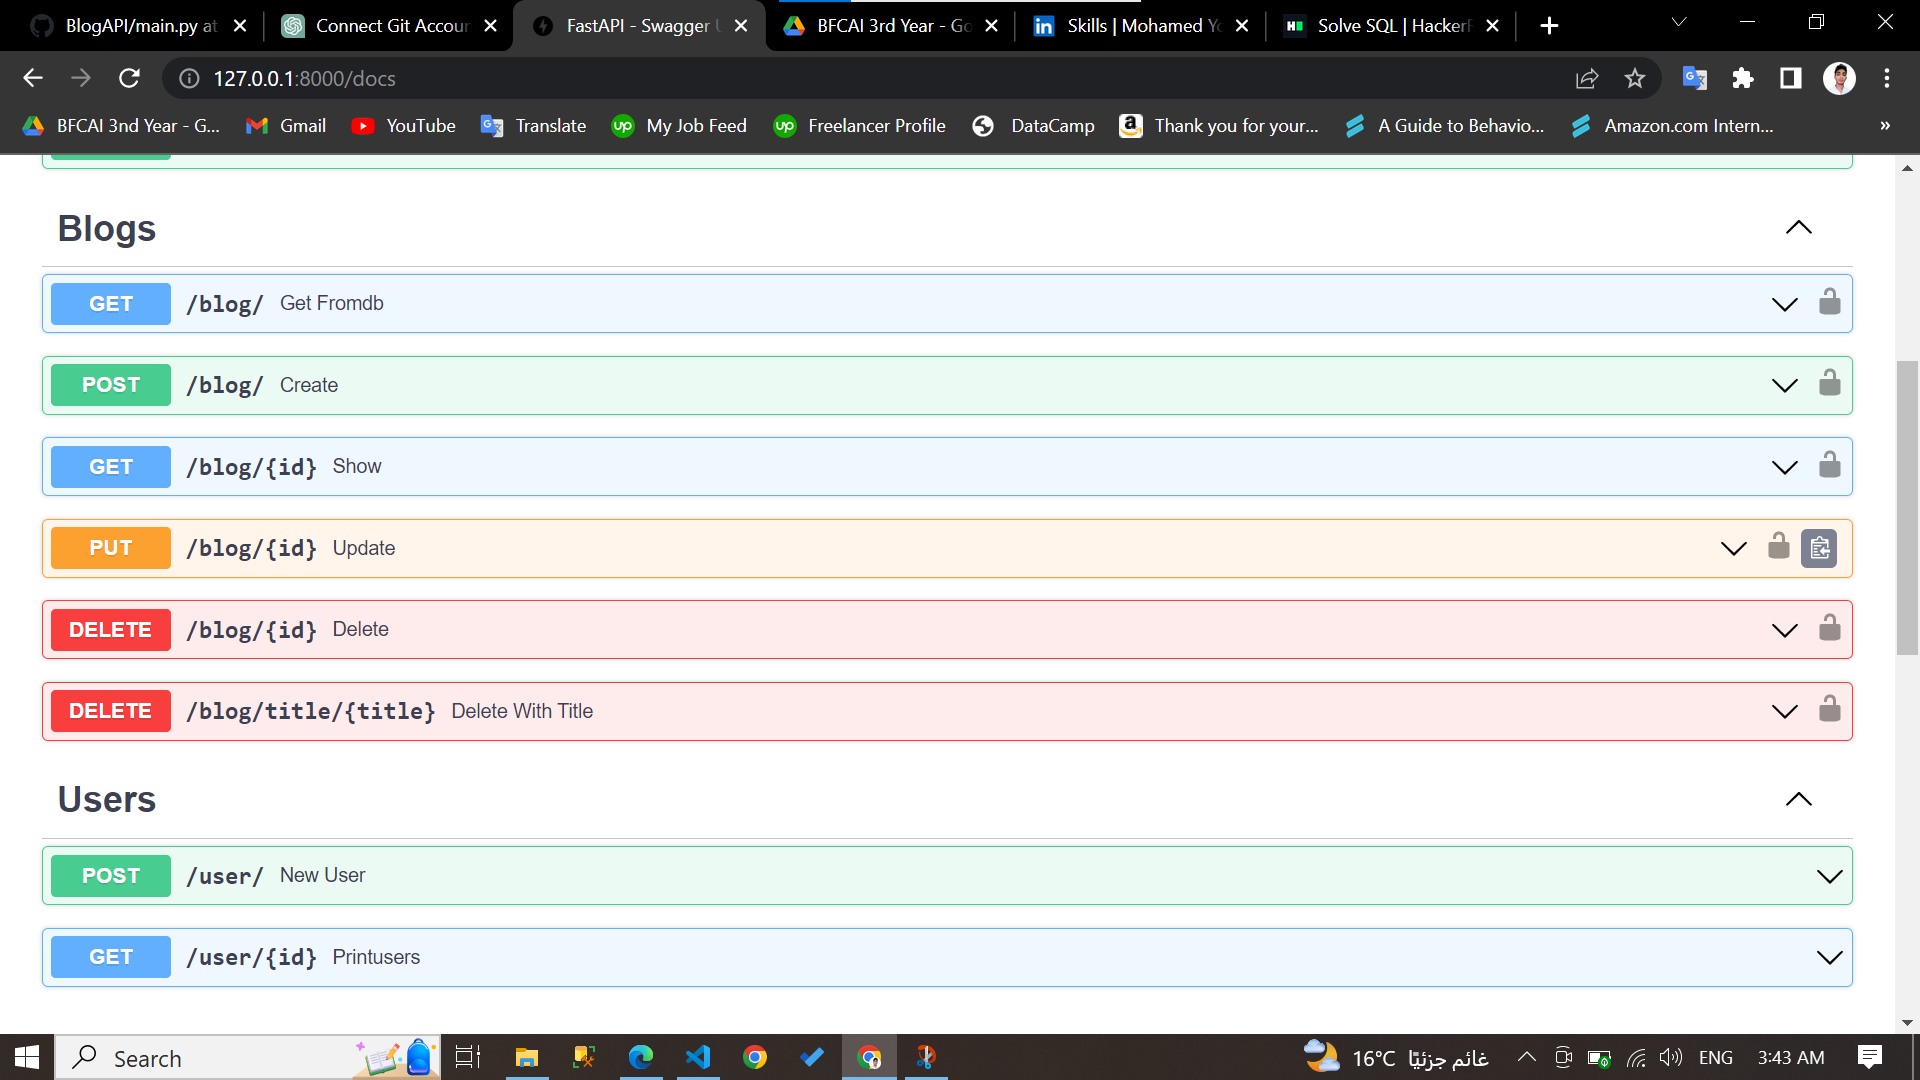 BlogAPI/main.py at
Connect Git Accoun
FastAPI - Swagger U
BFCAI 3rd Year - Go
Skills | Mohamed Yo
Solve SQL | HackerR
127.0.0.1:8000/docs
BFCAI 3nd Year - G...
Gmail
YouTube
Translate
My Job Feed
Freelancer Profile
DataCamp
Thank you for your...
A Guide to Behavio...
Amazon.com Intern...
»
Blogs
GET /blog/ Get Fromdb
POST /blog/ Create
GET /blog/{id} Show
PUT /blog/{id} Update
DELETE /blog/{id} Delete
DELETE /blog/title/{title} Delete With Title
Users
POST /user/ New User
GET /user/{id} Printusers
Search
16°C غائم جزئيًا
ENG
3:43 AM